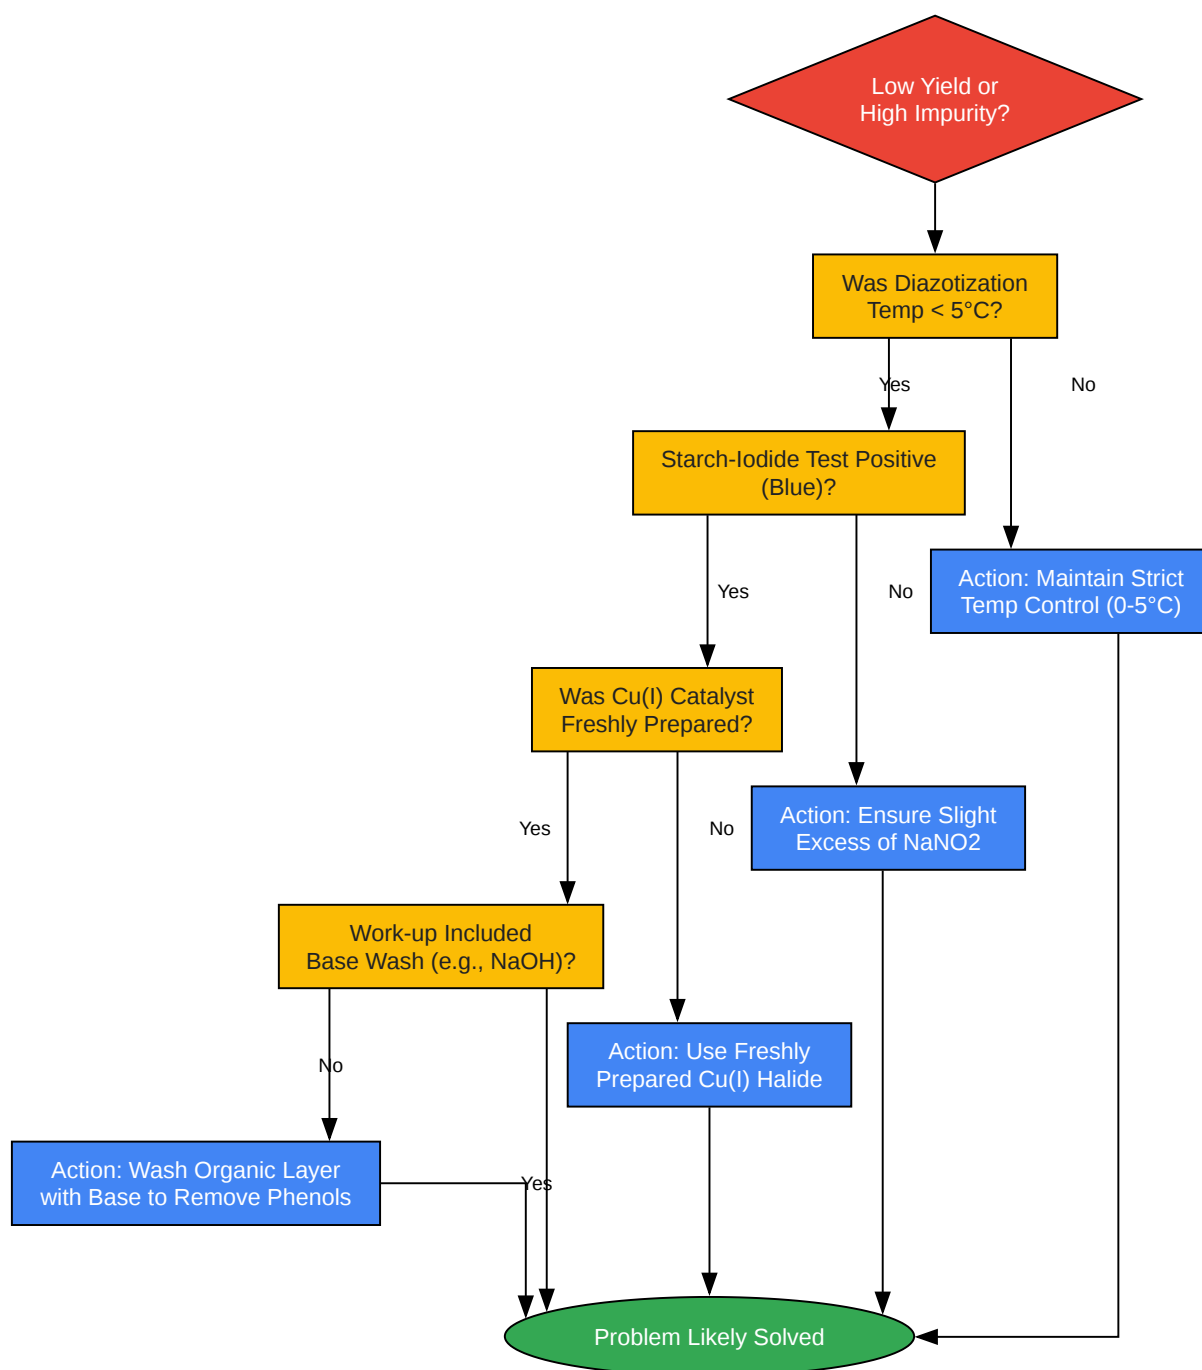 Low Yield or
High Impurity?
Was Diazotization
Temp < 5°C?
Yes
No
Starch-Iodide Test Positive
(Blue)?
Yes
No
Action: Maintain Strict
Temp Control (0-5°C)
Was Cu(I) Catalyst
Freshly Prepared?
Yes
No
Action: Ensure Slight
Excess of NaNO2
Work-up Included
Base Wash (e.g., NaOH)?
No
Action: Use Freshly
Prepared Cu(I) Halide
Action: Wash Organic Layer
with Base to Remove Phenols
Yes
Problem Likely Solved